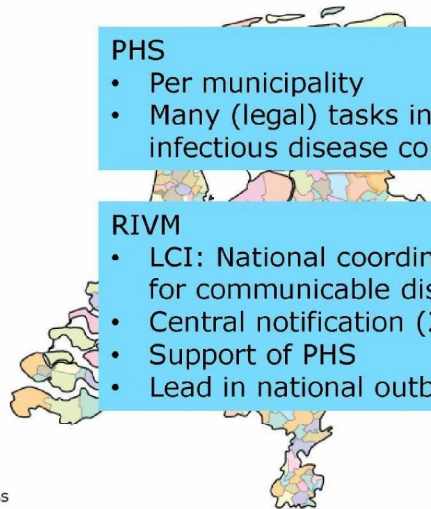 PHS
• Per municipality
• Many (legal) tasks in
infectious disease co
RIVM
• LCI: National coordin
for communicable dis
• Central notification (
• Support of PHS
• Lead in national outb
ss